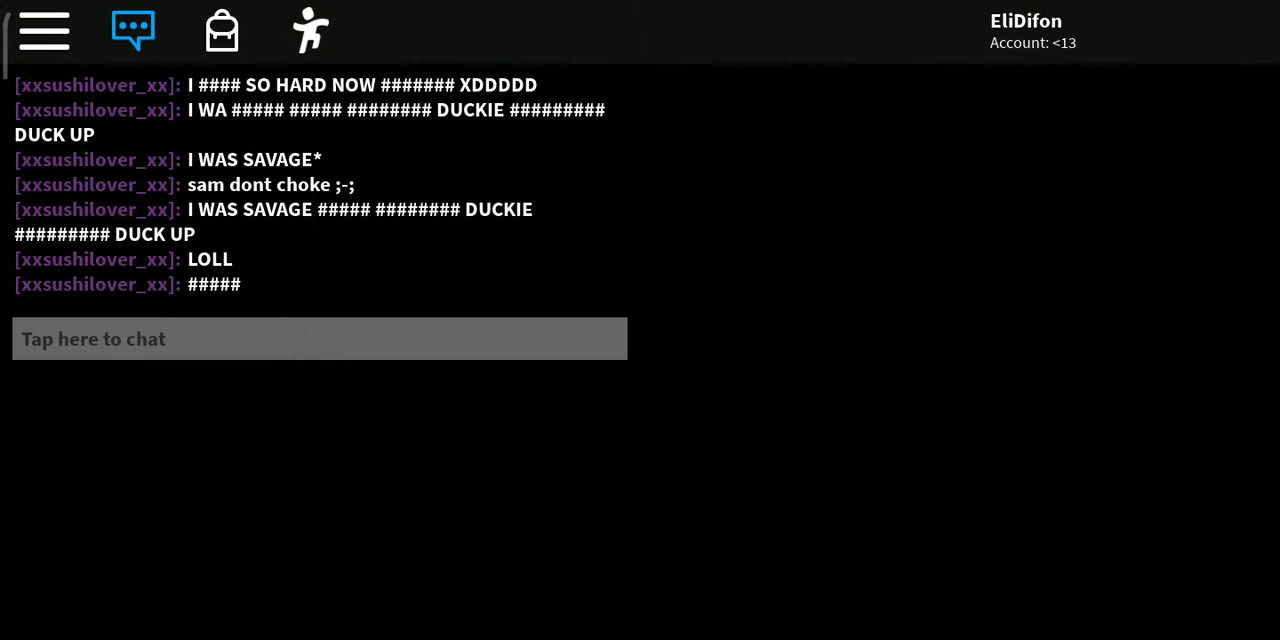 EliDifon
Account: <13
[xxsushilover_xx]: I #### SO HARD NOW ####### XDDDDD
[xxsushilover_xx]: I WA ##### ##### ######## DUCKIE #########
DUCK UP
[xxsushilover_xx]: I WAS SAVAGE*
[xxsushilover_xx]: sam dont choke ;-;
[xxsushilover_xx]: I WAS SAVAGE ##### ######## DUCKIE
######### DUCK UP
[xxsushilover_xx]: LOLL
[xxsushilover_xx]: #####
Tap here to chat